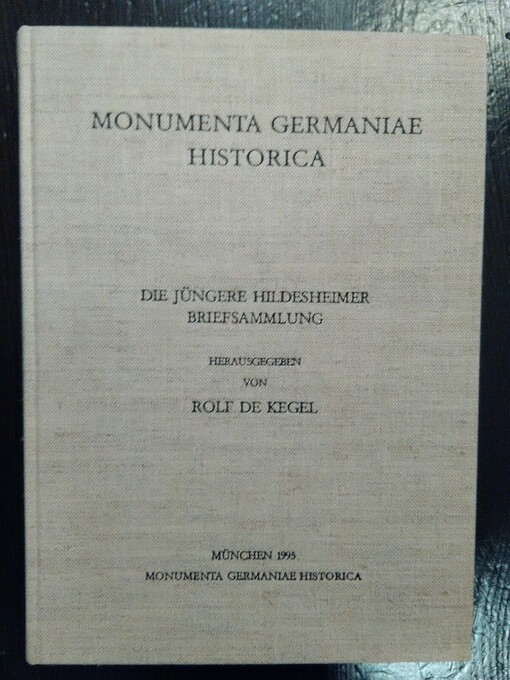 MONUMENTA GERMANIAE
HISTORICA
DIE JÜNGERE HILDESHEIMER
BRIEFSAMMLUNG
HERAUSGEGEBEN
VON
ROLF DE KEGEL
MÜNCHEN 1995
MONUMENTA GERMANIAE HISTORICA